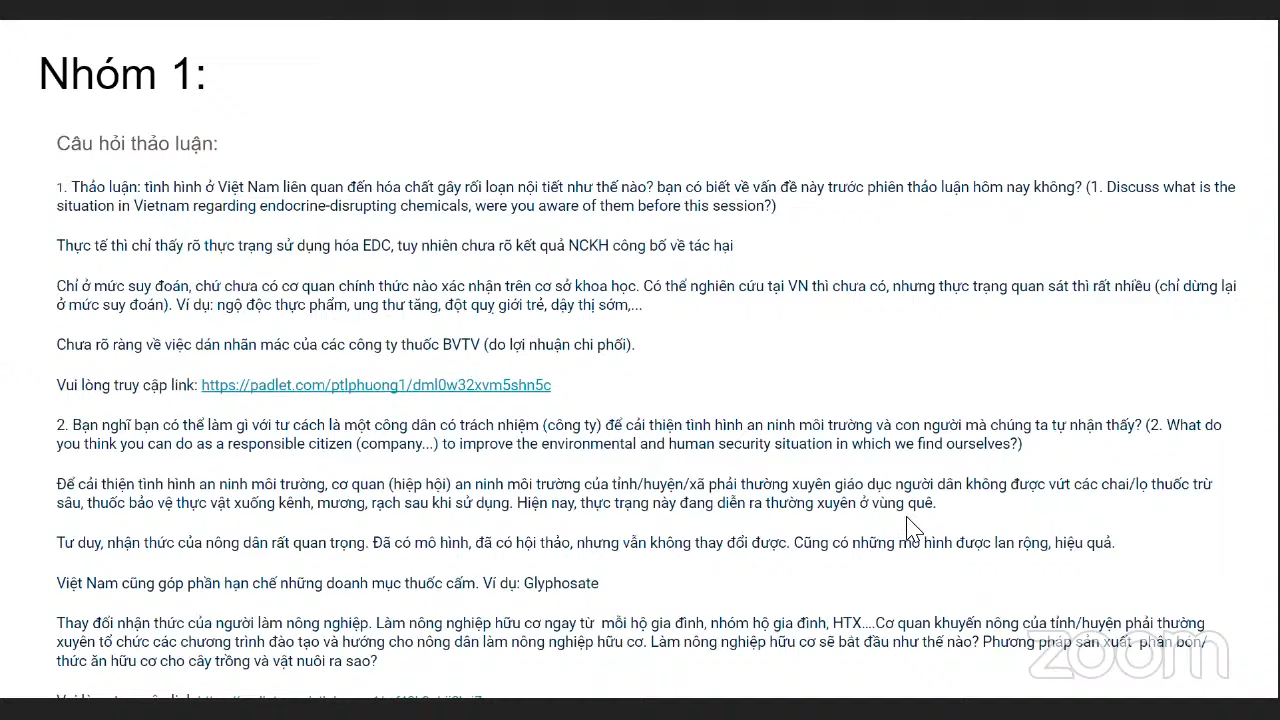 Nhóm 1:
Câu hỏi thảo luận:
1. Thảo luận: tình hình ở Việt Nam liên quan đến hóa chất gây rối loạn nội tiết như thế nào? bạn có biết về vấn đề này trước phiên thảo luận hôm nay không? (1. Discuss what is the
situation in Vietnam regarding endocrine-disrupting chemicals, were you aware of them before this session?)
Thực tế thì chỉ thấy rõ thực trạng sử dụng hóa EDC, tuy nhiên chưa rõ kết quả NCKH công bố về tác hại
Chỉ ở mức suy đoán, chứ chưa có cơ quan chính thức nào xác nhận trên cơ sở khoa học. Có thể nghiên cứu tại VN thì chưa có, nhưng thực trạng quan sát thì rất nhiều (chỉ dừng lại
ở mức suy đoán). Ví dụ: ngộ độc thực phẩm, ung thư tăng, đột quỵ giới trẻ, dậy thị sớm,...
Chưa rõ ràng về việc dán nhãn mác của các công ty thuốc BVTV (do lợi nhuận chi phối).
Vui lòng truy cập link: https://padlet.com/ptlphuong1/dml0w32xvm5shn5c
2. Bạn nghĩ bạn có thể làm gì với tư cách là một công dân có trách nhiệm (công ty) để cải thiện tình hình an ninh môi trường và con người mà chúng ta tự nhận thấy? (2. What do
you think you can do as a responsible citizen (company...) to improve the environmental and human security situation in which we find ourselves?)
Để cải thiện tình hình an ninh môi trường, cơ quan (hiệp hội) an ninh môi trường của tỉnh/huyện/xã phải thường xuyên giáo dục người dân không được vứt các chai/lọ thuốc trừ
sâu, thuốc bảo vệ thực vật xuống kênh, mương, rạch sau khi sử dụng. Hiện nay, thực trạng này đang diễn ra thường xuyên ở vùng quê.
Tư duy, nhận thức của nông dân rất quan trọng. Đã có mô hình, đã có hội thảo, nhưng vẫn không thay đổi được. Cũng có những mô hình được lan rộng, hiệu quả.
Việt Nam cũng góp phần hạn chế những doanh mục thuốc cấm. Ví dụ: Glyphosate
Thay đổi nhận thức của người làm nông nghiệp. Làm nông nghiệp hữu cơ ngay từ mỗi hộ gia đình, nhóm hộ gia đình, HTX....Cơ quan khuyến nông của tỉnh/huyện phải thường
xuyên tổ chức các chương trình đào tạo và hướng cho nông dân làm nông nghiệp hữu cơ. Làm nông nghiệp hữu cơ sẽ bắt đầu như thế nào? Phương pháp sản xuất phân bón/
thức ăn hữu cơ cho cây trồng và vật nuôi ra sao?
zoom